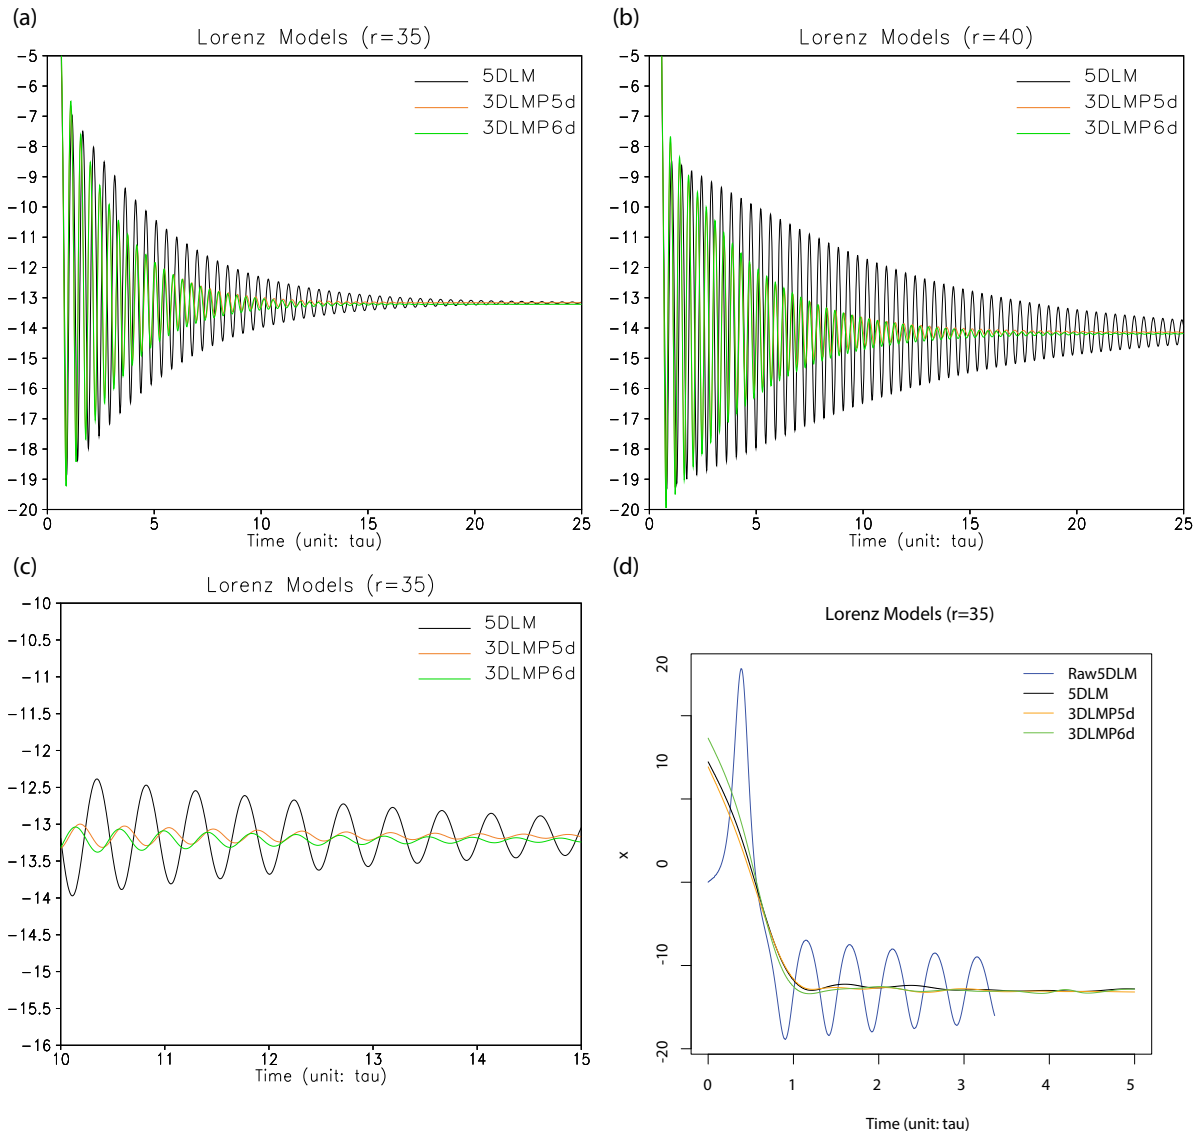 (a)
Lorenz Models (r=35)
-5
-6
-7
-8
-9
-10
-11
-12
-13
-14
-15
-16
-17
-18
-19
-20
5DLM
3DLMP5d
3DLMP6d
0 5 10 15 20 25
Time (unit: tau)
(b)
Lorenz Models (r=40)
-5
-6
-7
-8
-9
-10
-11
-12
-13
-14
-15
-16
-17
-18
-19
-20
5DLM
3DLMP5d
3DLMP6d
0 5 10 15 20 25
Time (unit: tau)
(c)
Lorenz Models (r=35)
-10
-10.5
-11
-11.5
-12
-12.5
-13
-13.5
-14
-14.5
-15
-15.5
-16
5DLM
3DLMP5d
3DLMP6d
10 11 12 13 14 15
Time (unit: tau)
(d)
Lorenz Models (r=35)
20
10
0
-10
-20
x
Raw5DLM
5DLM
3DLMP5d
3DLMP6d
0 1 2 3 4 5
Time (unit: tau)